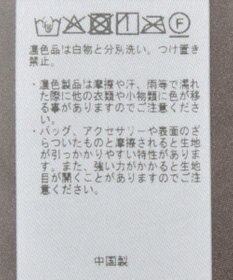 濃色品は白物と分別洗い。つけ置き
禁止。
・濃色製品は摩擦や汗、雨等で濡れ
た際に他の衣類や小物類に色が移
る事がありますのでご注意くださ
い。
・バッグ、アクセサリーや表面のざ
らついたものと摩擦されると生地
が引っかかりやすい特性がありま
す。また、強い力がかかると生地
目が開くことがありますのでご注
意ください。
中国製